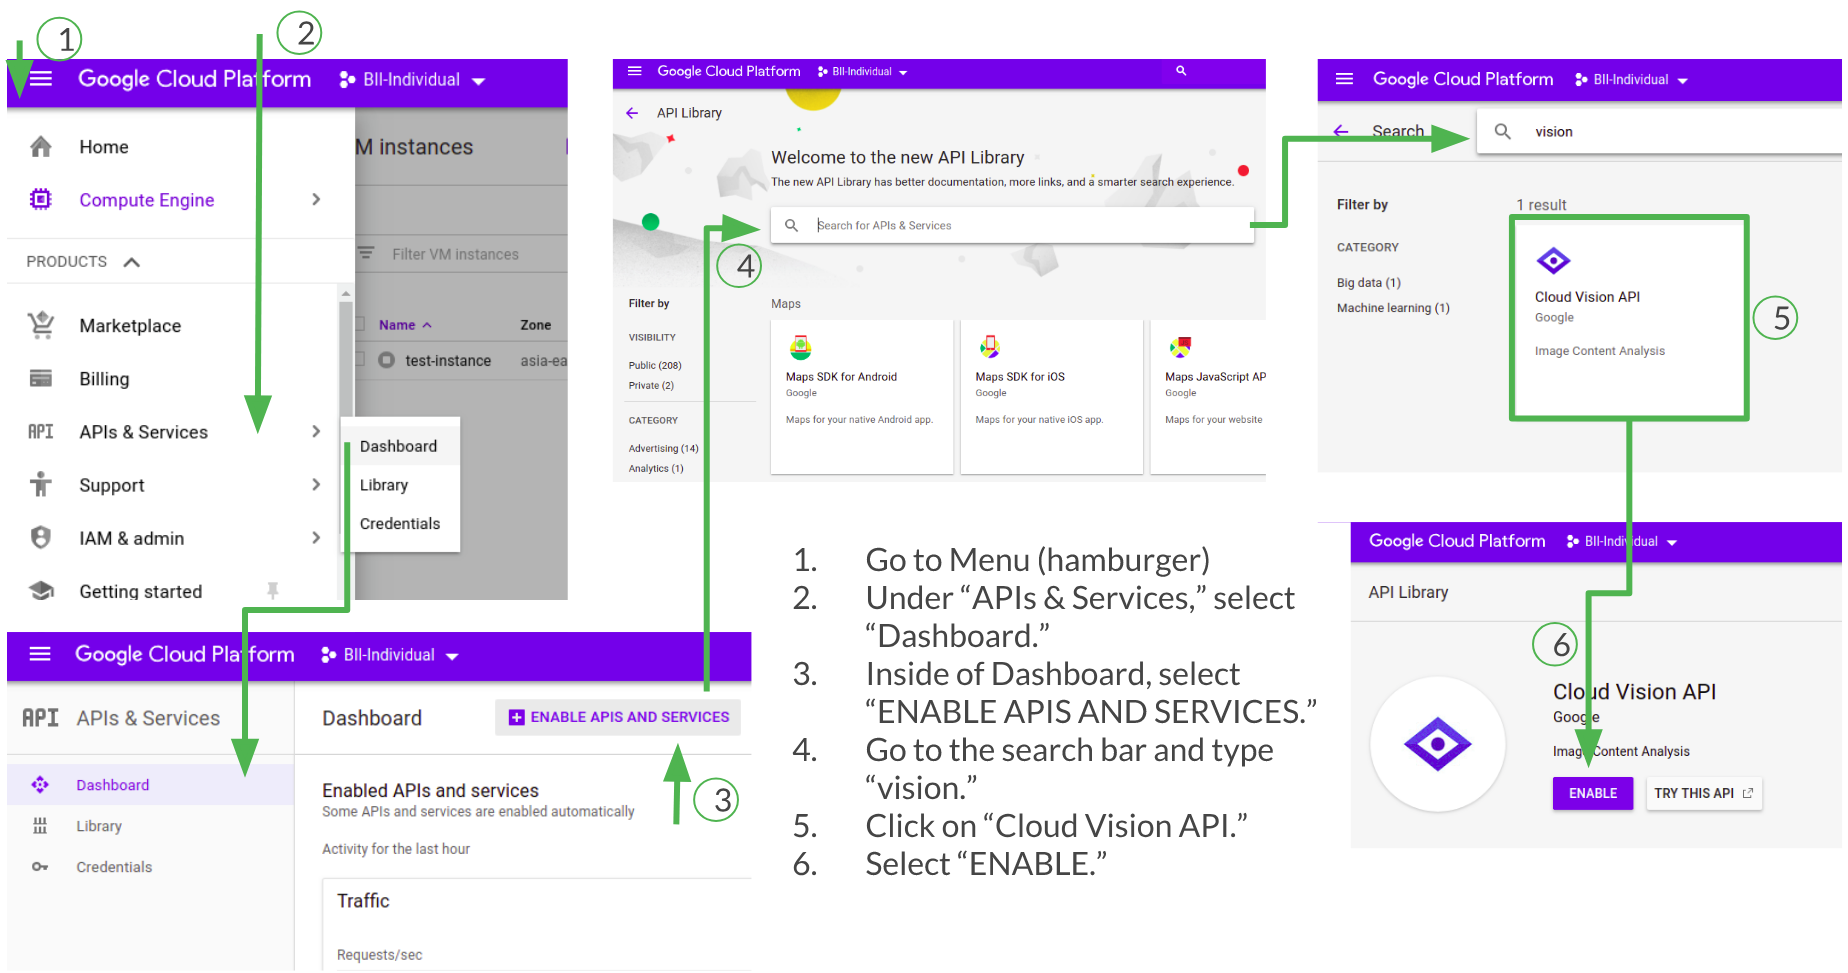 1
2
Google Cloud Platform BII-Individual
Home
Compute Engine
PRODUCTS
Marketplace
Billing
API APIs & Services
Support
IAM & admin
Getting started
M instances
Filter VM instances
Name Zone
test-instance asia-ea
Dashboard
Library
Credentials
Google Cloud Platform BII-Individual
API APIs & Services
Dashboard
Library
Credentials
Dashboard ENABLE APIS AND SERVICES
3
Enabled APIs and services
Some APIs and services are enabled automatically
Activity for the last hour
Traffic
Requests/sec
Google Cloud Platform BII-Individual
API Library
Welcome to the new API Library
The new API Library has better documentation, more links, and a smarter search experience.
Search for APIs & Services
4
Filter by
VISIBILITY
Public (208)
Private (2)
CATEGORY
Advertising (14)
Analytics (1)
Maps
Maps SDK for Android
Google
Maps for your native Android app.
Maps SDK for iOS
Google
Maps for your native iOS app.
Maps JavaScript AP
Google
Maps for your website
Google Cloud Platform BII-Individual
Search vision
Filter by
CATEGORY
Big data (1)
Machine learning (1)
1 result
Cloud Vision API
Google
Image Content Analysis
5
1. Go to Menu (hamburger)
2. Under “APIs & Services,” select
“Dashboard.”
3. Inside of Dashboard, select
“ENABLE APIS AND SERVICES.”
4. Go to the search bar and type
“vision.”
5. Click on “Cloud Vision API.”
6. Select “ENABLE.”
Google Cloud Platform BII-Individual
API Library
6
Cloud Vision API
Google
Image Content Analysis
ENABLE TRY THIS API